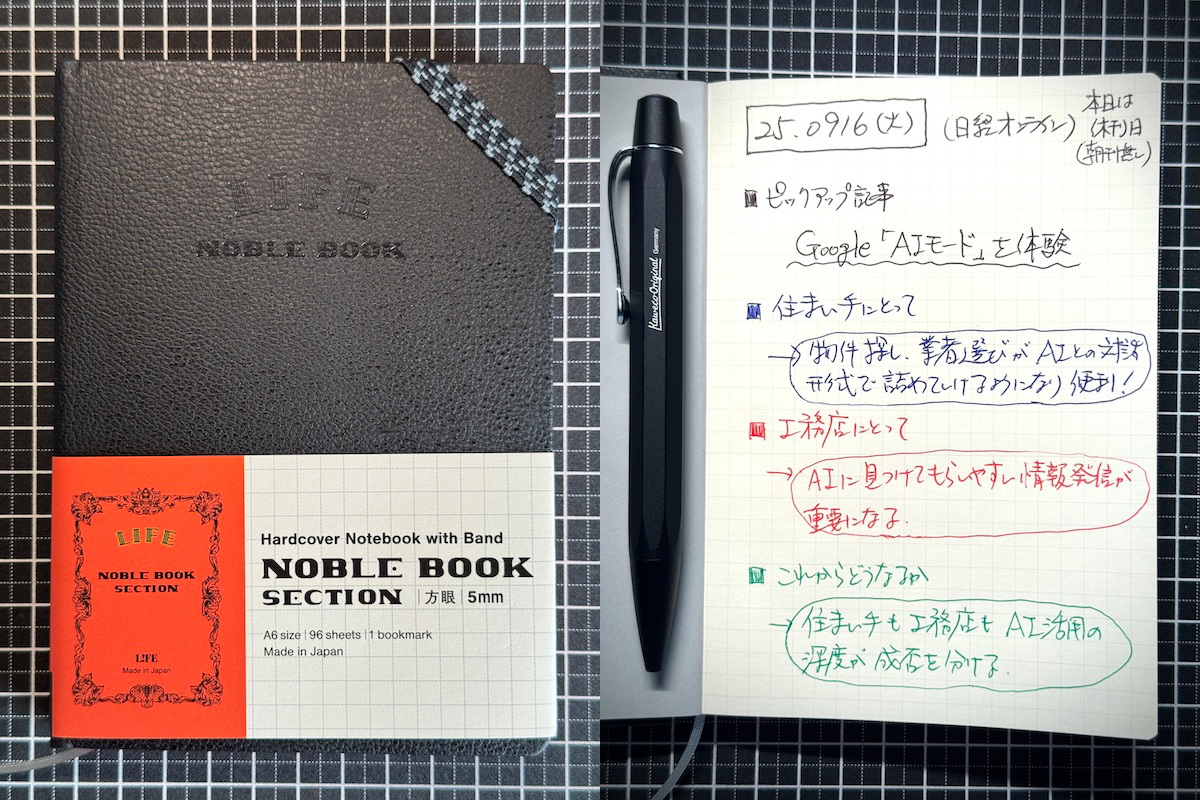 LIFE
NOBLE BOOK
LIFE
NOBLE BOOK
SECTION
LIFE
Made in Japan
Hardcover Notebook with Band
NOBLE BOOK
SECTION 方眼 5mm
A6 size | 96 sheets | 1 bookmark
Made in Japan
Kaweco Original Germany
25.0916(火)
(日経オンライン)
本日は
(休刊)日
(朝刊無し)
ピックアップ記事
Google「AIモード」を体験
住まい手にとって
→ 物件探し、業者選びがAIとの対話
形式で詰めていけるようになり便利!
工務店にとって
→ AIに見つけてもらいやすい情報発信が
重要になる.
これからどうなるか
→ 住まい手も工務店もAI活用の
深度が成否を分ける.